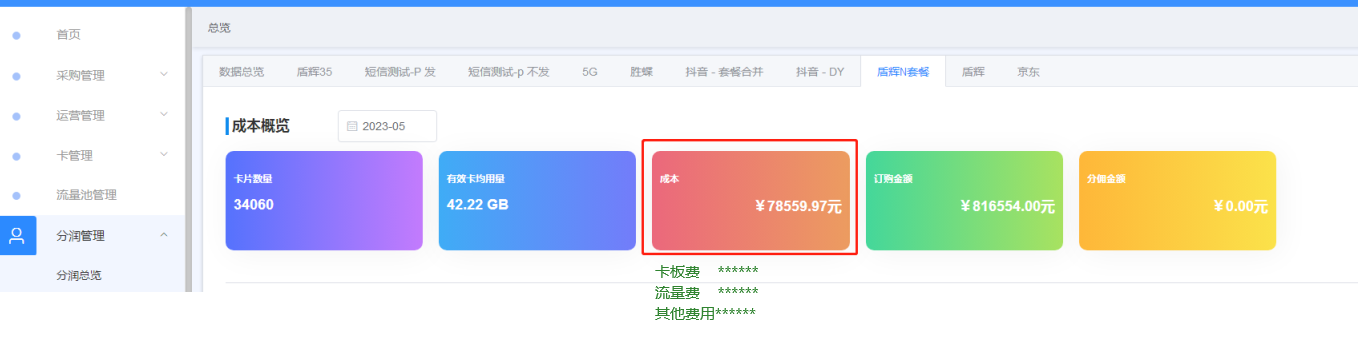 首页
采购管理
运营管理
卡管理
流量池管理
分润管理
分润总览
总览
数据总览 盾辉35 短信测试-P 发 短信测试-p 不发 5G 胜蝶 抖音 - 套餐合并 抖音 - DY 盾辉N套餐 盾辉 京东
成本概览 2023-05
卡片数量
34060
有效卡均用量
42.22 GB
成本
￥78559.97元
订购金额
￥816554.00元
分佣金额
￥0.00元
卡板费 ******
流量费 ******
其他费用******